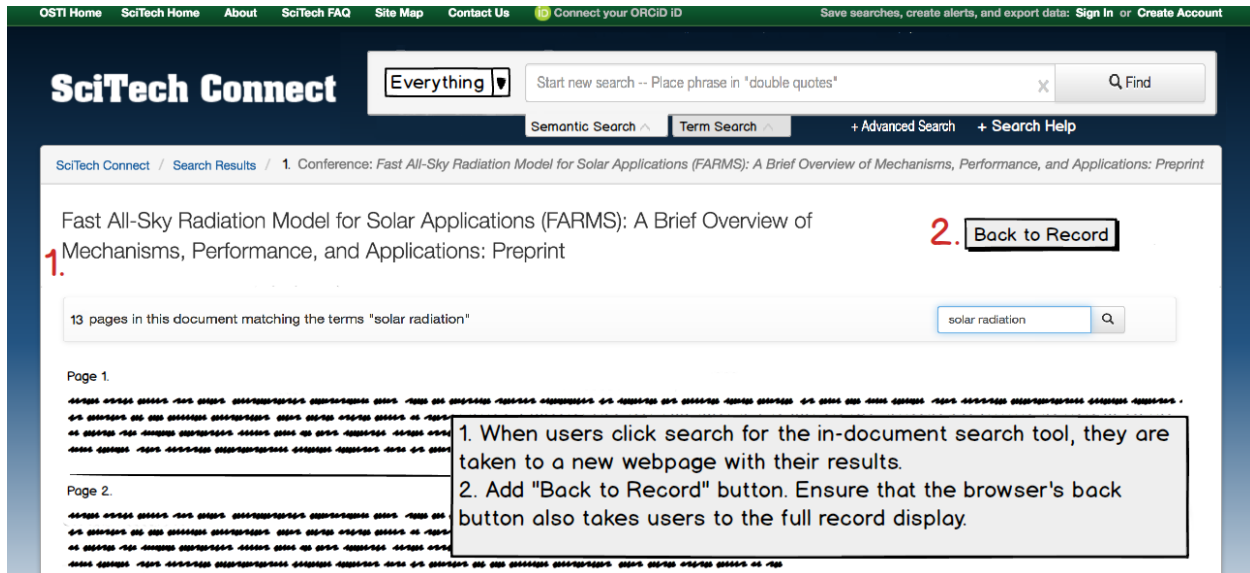 OSTI Home SciTech Home About SciTech FAQ Site Map Contact Us iD Connect your ORCiD iD Save searches, create alerts, and export data: Sign In or Create Account
SciTech Connect
Everything
Start new search -- Place phrase in "double quotes"
x
Find
Semantic Search
Term Search
+ Advanced Search
+ Search Help
SciTech Connect / Search Results / 1. Conference: Fast All-Sky Radiation Model for Solar Applications (FARMS): A Brief Overview of Mechanisms, Performance, and Applications: Preprint
Fast All-Sky Radiation Model for Solar Applications (FARMS): A Brief Overview of
Mechanisms, Performance, and Applications: Preprint
1.
2. Back to Record
13 pages in this document matching the terms "solar radiation"
solar radiation
Page 1.
Page 2.
1. When users click search for the in-document search tool, they are
taken to a new webpage with their results.
2. Add "Back to Record" button. Ensure that the browser's back
button also takes users to the full record display.